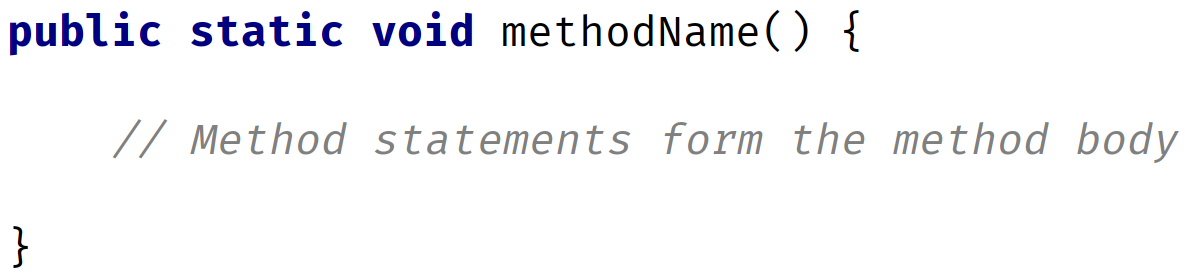 public static void methodName() {
// Method statements form the method body
}